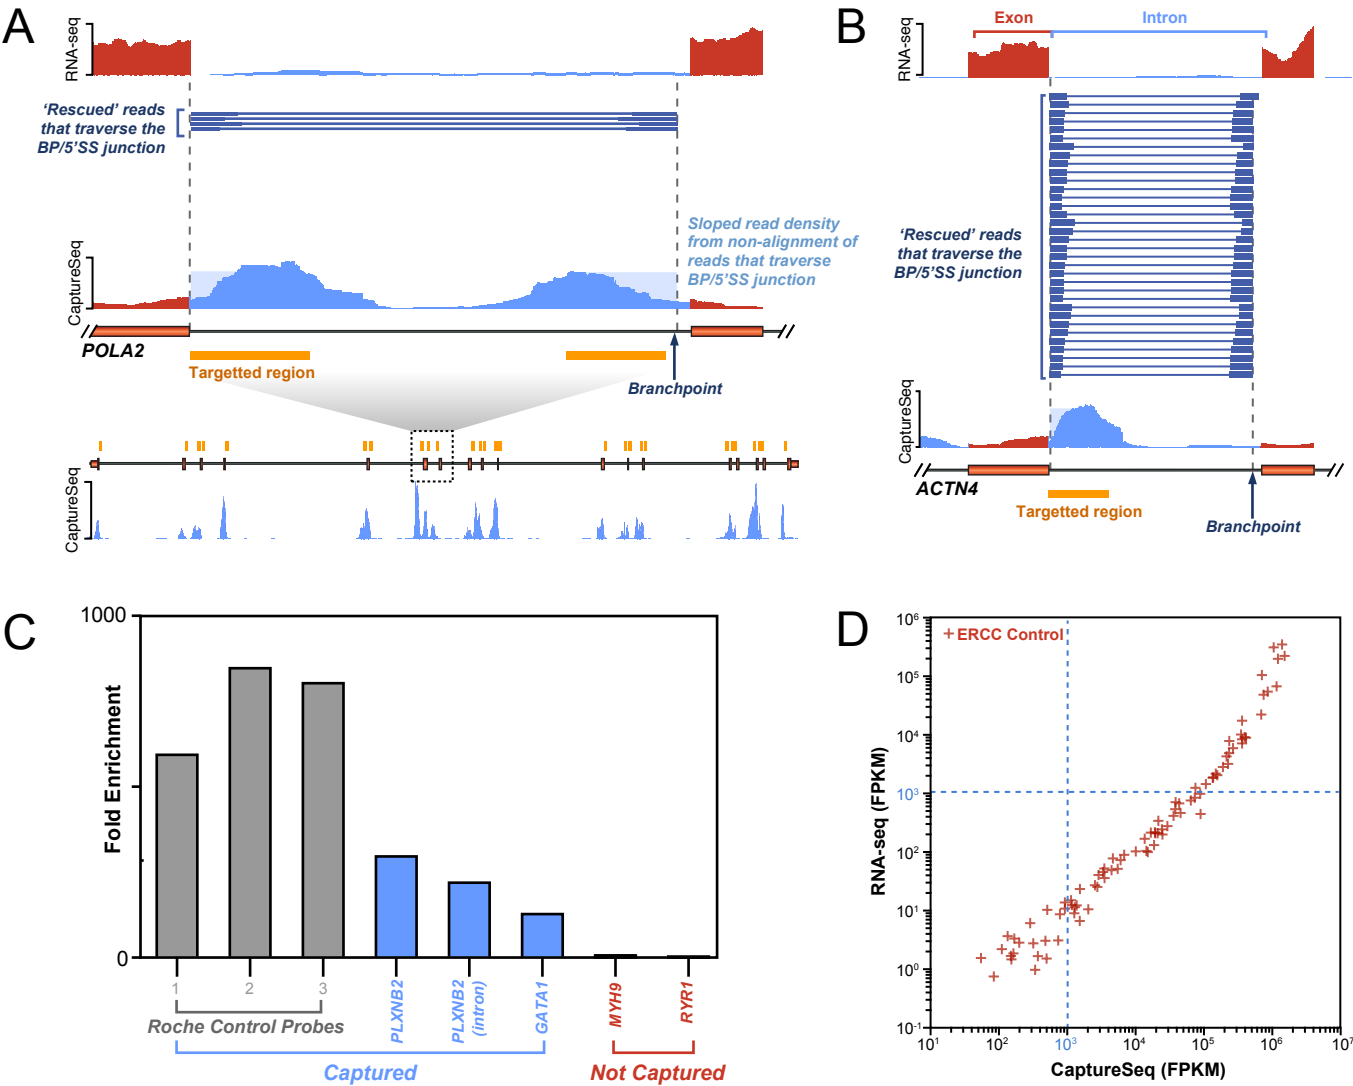 A
RNA-seq
'Rescued' reads
that traverse the
BP/5'SS junction
Sloped read density
from non-alignment of
reads that traverse
BP/5'SS junction
CaptureSeq
POLA2
Targetted region
Branchpoint
CaptureSeq
B
Exon
Intron
RNA-seq
'Rescued' reads
that traverse the
BP/5'SS junction
CaptureSeq
ACTN4
Targetted region
Branchpoint
C
1000
Fold Enrichment
0
1
2
3
Roche Control Probes
PLXNB2
PLXNB2
(intron)
GATA1
MYH9
RYR1
Captured
Not Captured
D
ERCC Control
RNA-seq (FPKM)
10⁶
10⁵
10⁴
10³
10²
10¹
10⁰
10⁻¹
10¹
10²
10³
10⁴
10⁵
10⁶
10⁷
CaptureSeq (FPKM)